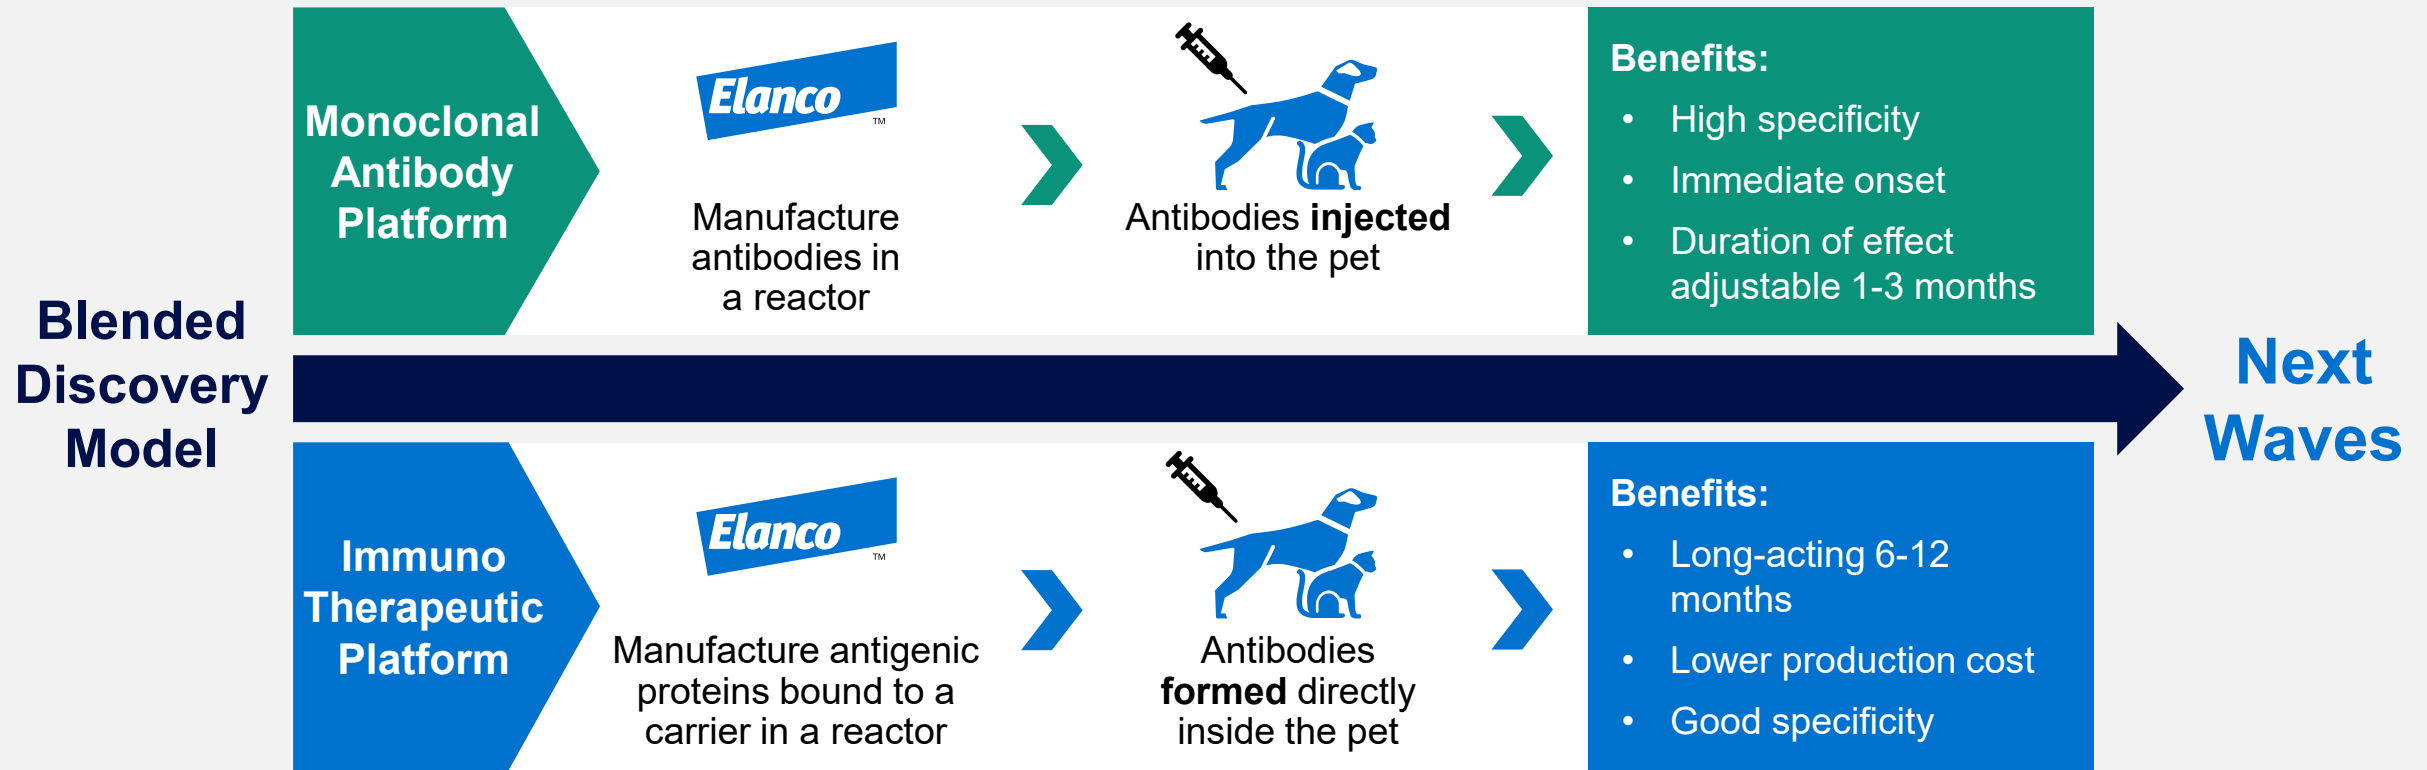 Blended
Discovery
Model
Monoclonal
Antibody
Platform
Elanco
TM
Manufacture
antibodies in
a reactor
Antibodies injected
into the pet
Benefits:
• High specificity
• Immediate onset
• Duration of effect
adjustable 1-3 months
Immuno
Therapeutic
Platform
Elanco
TM
Manufacture antigenic
proteins bound to a
carrier in a reactor
Antibodies
formed directly
inside the pet
Benefits:
• Long-acting 6-12
months
• Lower production cost
• Good specificity
Next
Waves